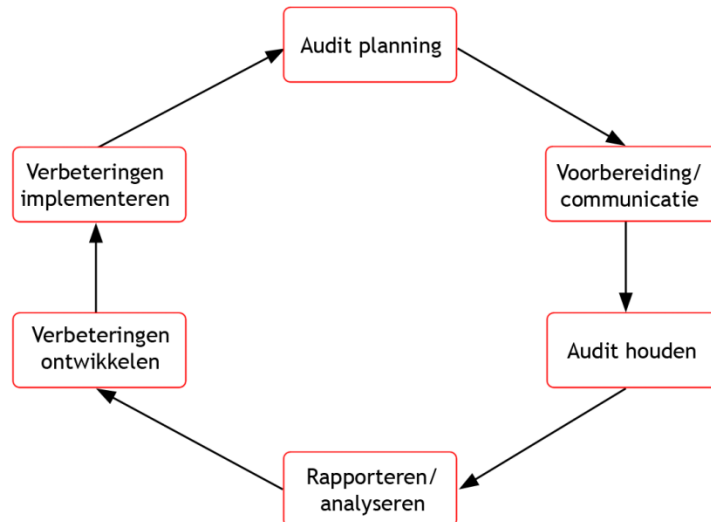 Audit planning
Voorbereiding/
communicatie
Audit houden
Rapporteren/
analyseren
Verbeteringen
ontwikkelen
Verbeteringen
implementeren